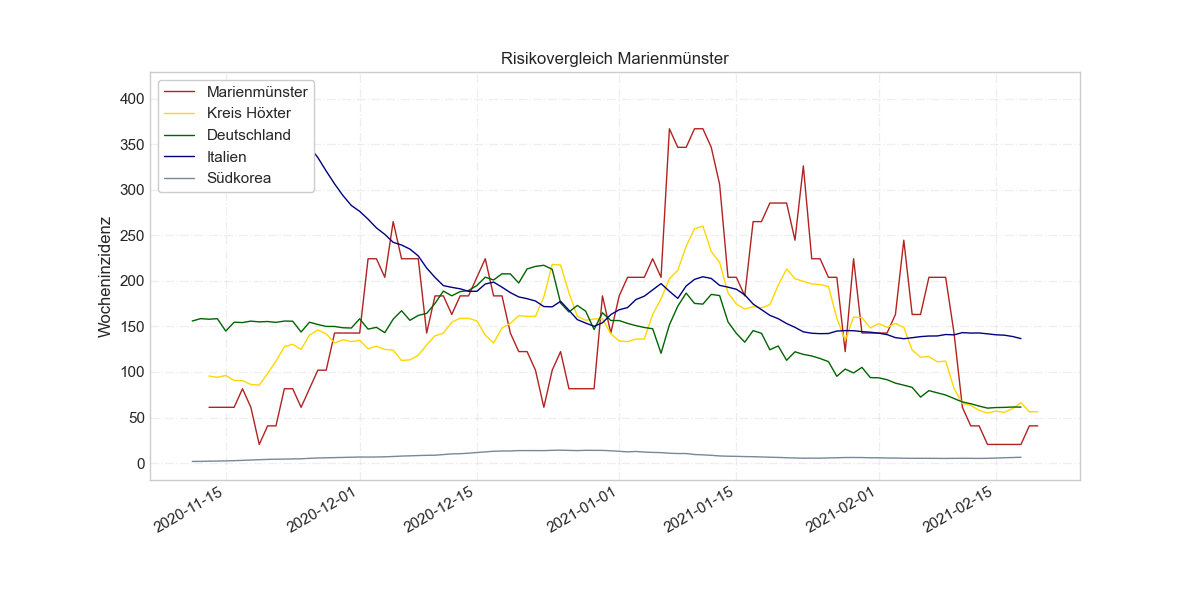 Risikovergleich Marienmünster
Wocheninzidenz
400
350
300
250
200
150
100
50
0
Marienmünster
Kreis Höxter
Deutschland
Italien
Südkorea
2020-11-15
2020-12-01
2020-12-15
2021-01-01
2021-01-15
2021-02-01
2021-02-15